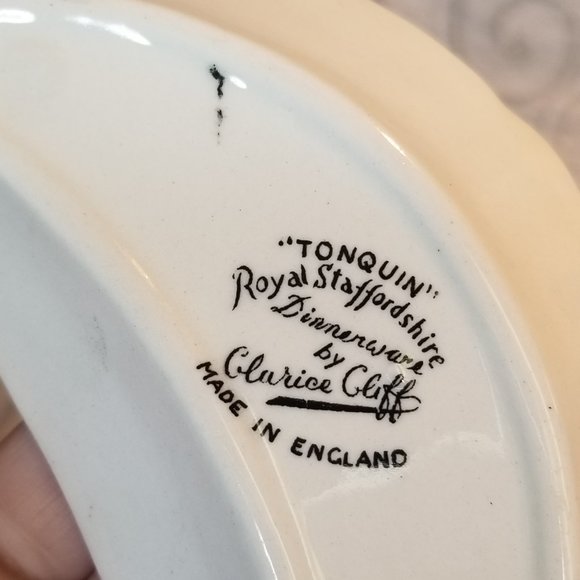 "TONQUIN"
Royal Staffordshire
Dinnerware
by
Clarice Cliff
MADE IN ENGLAND